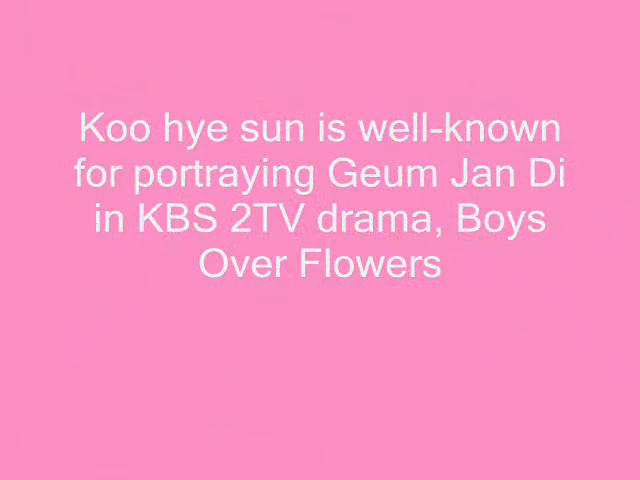 Koo hye sun is well-known
for portraying Geum Jan Di
in KBS 2TV drama, Boys
Over Flowers